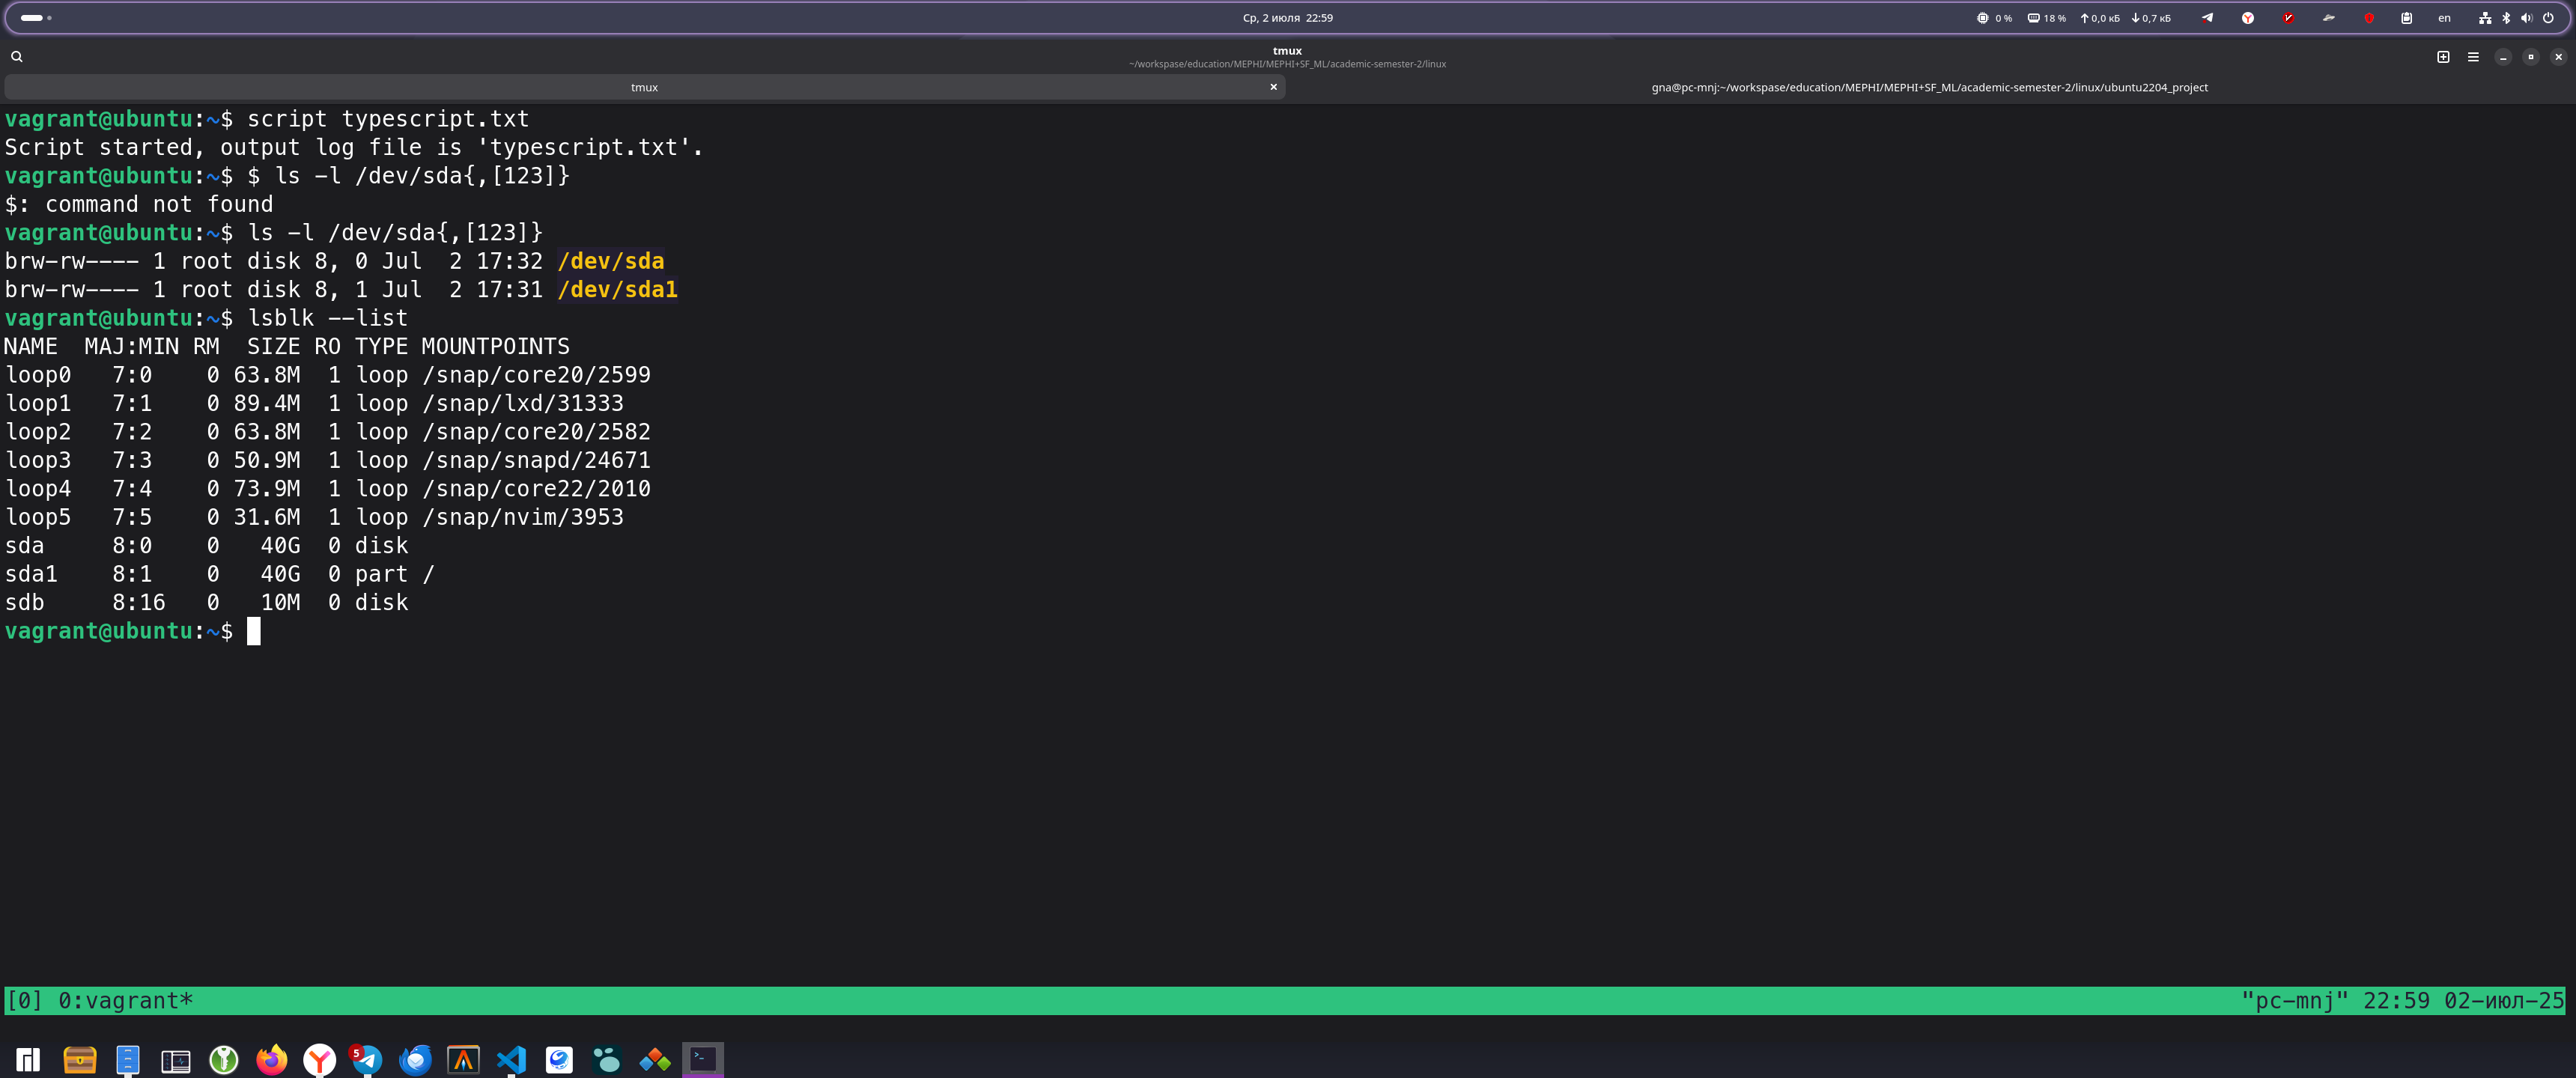 Ср, 2 июля 22:59
0 % 18 % 0,0 кБ 0,7 кБ en
tmux
~/workspase/education/MEPHI/MEPHI+SF_ML/academic-semester-2/linux
tmux
gna@pc-mnj:~/workspase/education/MEPHI/MEPHI+SF_ML/academic-semester-2/linux/ubuntu2204_project
vagrant@ubuntu:~$ script typescript.txt
Script started, output log file is 'typescript.txt'.
vagrant@ubuntu:~$ $ ls -l /dev/sda{,[123]}
$: command not found
vagrant@ubuntu:~$ ls -l /dev/sda{,[123]}
brw-rw---- 1 root disk 8, 0 Jul  2 17:32 /dev/sda
brw-rw---- 1 root disk 8, 1 Jul  2 17:31 /dev/sda1
vagrant@ubuntu:~$ lsblk --list
NAME  MAJ:MIN RM  SIZE RO TYPE MOUNTPOINTS
loop0   7:0    0 63.8M  1 loop /snap/core20/2599
loop1   7:1    0 89.4M  1 loop /snap/lxd/31333
loop2   7:2    0 63.8M  1 loop /snap/core20/2582
loop3   7:3    0 50.9M  1 loop /snap/snapd/24671
loop4   7:4    0 73.9M  1 loop /snap/core22/2010
loop5   7:5    0 31.6M  1 loop /snap/nvim/3953
sda     8:0    0   40G  0 disk
sda1    8:1    0   40G  0 part /
sdb     8:16   0   10M  0 disk
vagrant@ubuntu:~$
[0] 0:vagrant* "pc-mnj" 22:59 02-июл-25
5